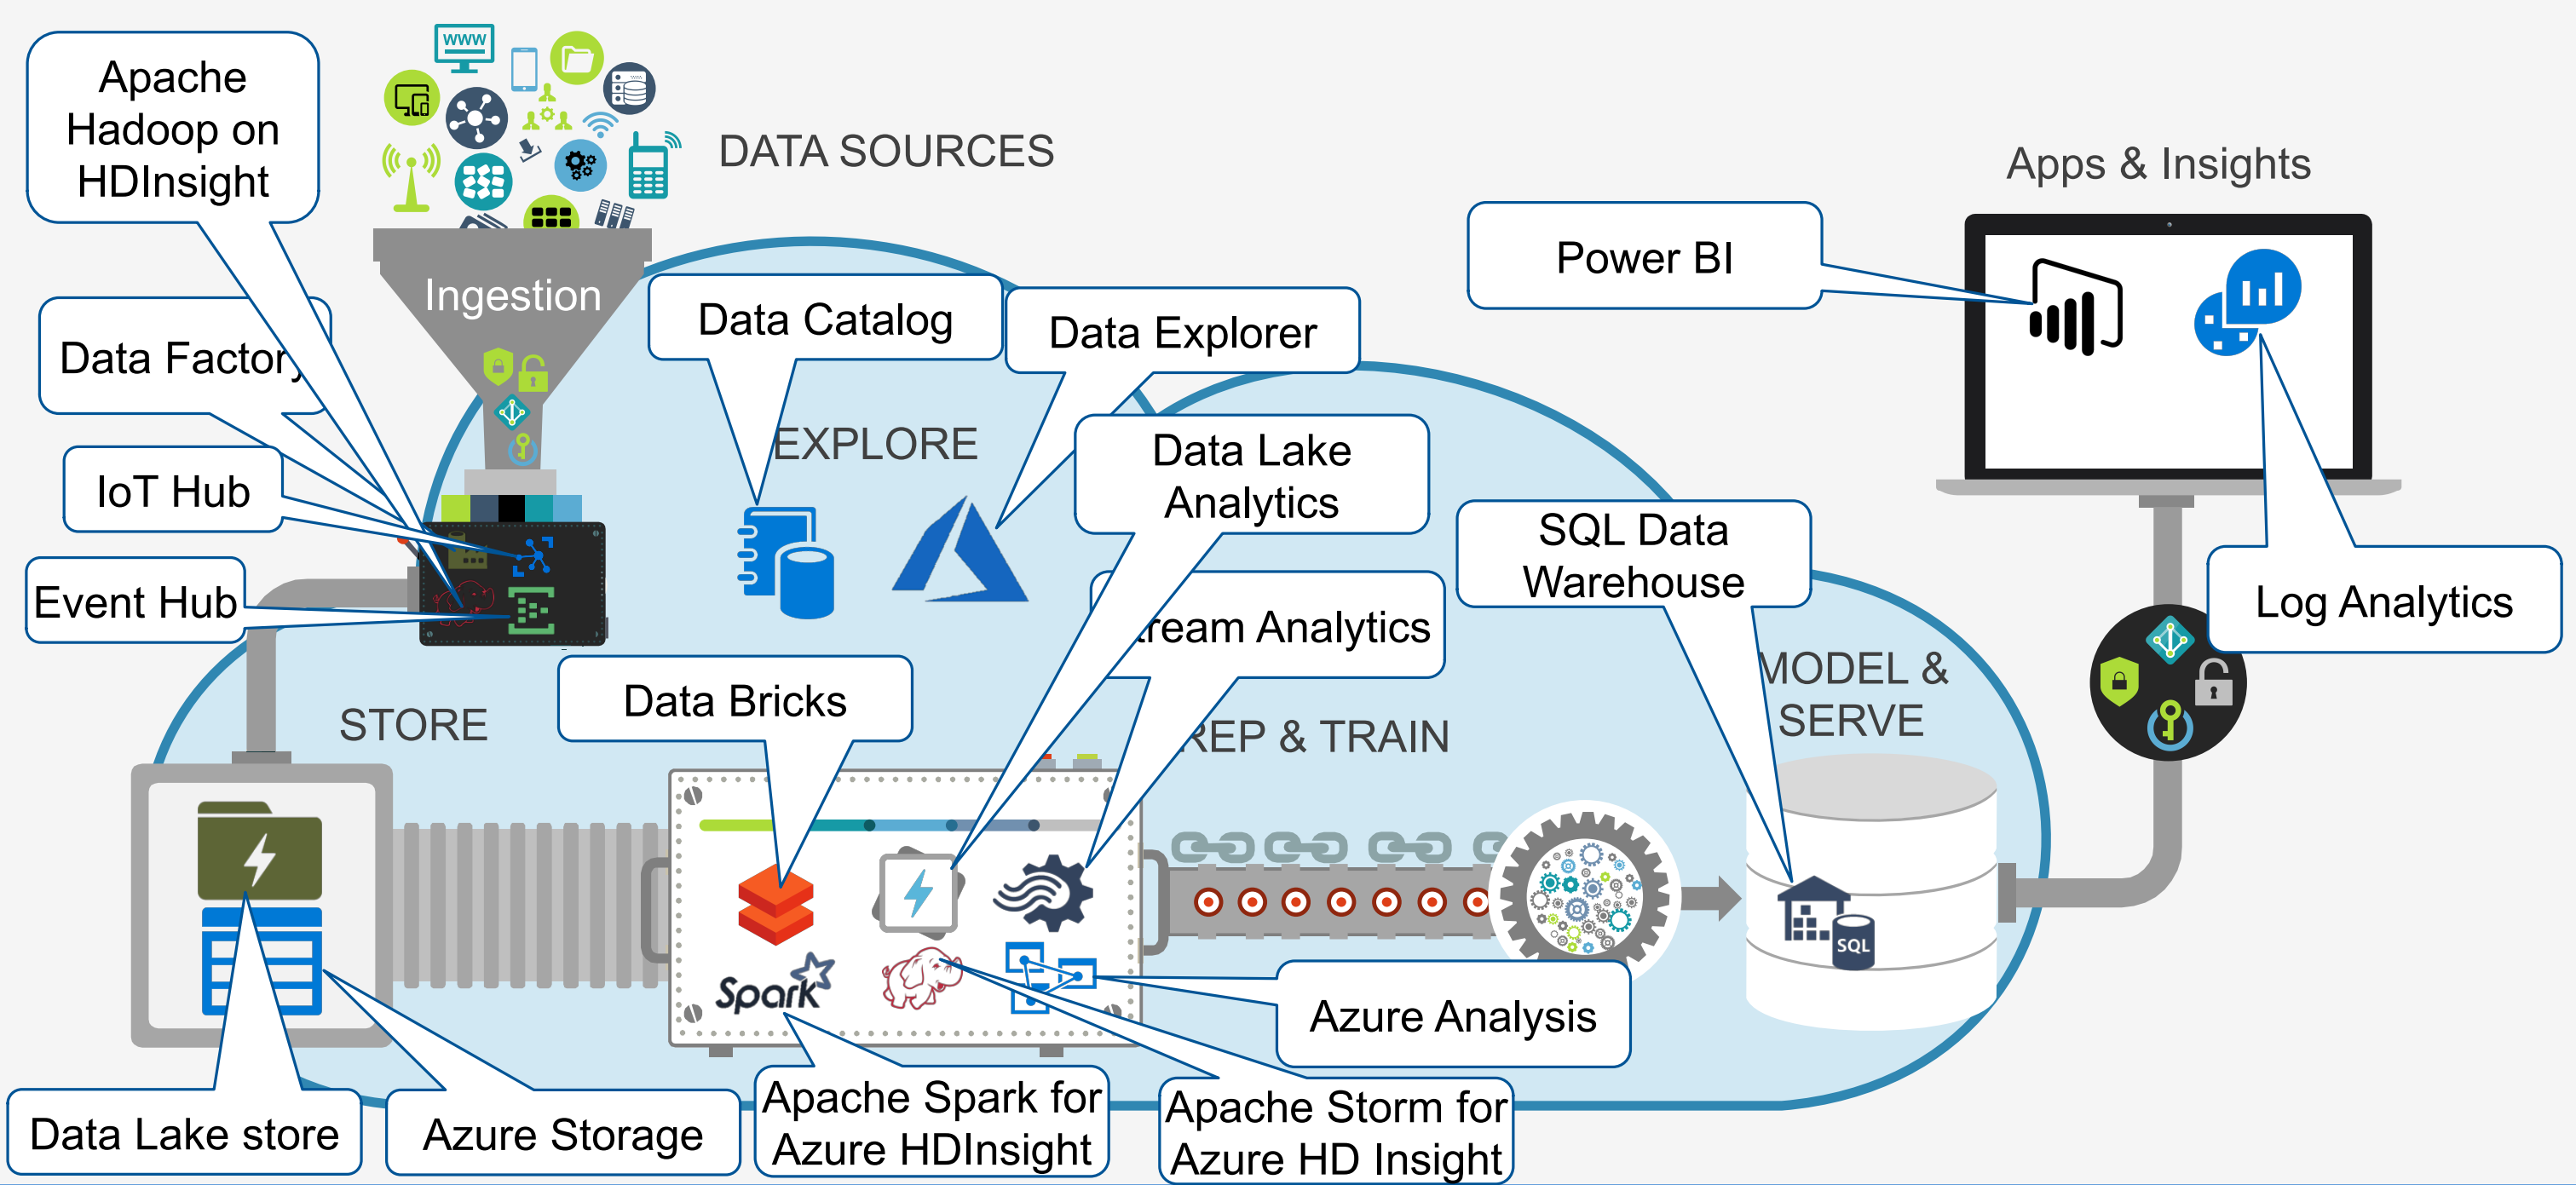 www
Apache
Hadoop on
HDInsight
DATA SOURCES
Apps & Insights
Power BI
Ingestion
Data Catalog
Data Explorer
Data Factory
EXPLORE
Data Lake
Analytics
IoT Hub
SQL Data
Warehouse
Event Hub
tream Analytics
Log Analytics
MODEL &
SERVE
Data Bricks
STORE
REP & TRAIN
SQL
Spark
Azure Analysis
Data Lake store
Azure Storage
Apache Spark for
Azure HDInsight
Apache Storm for
Azure HD Insight